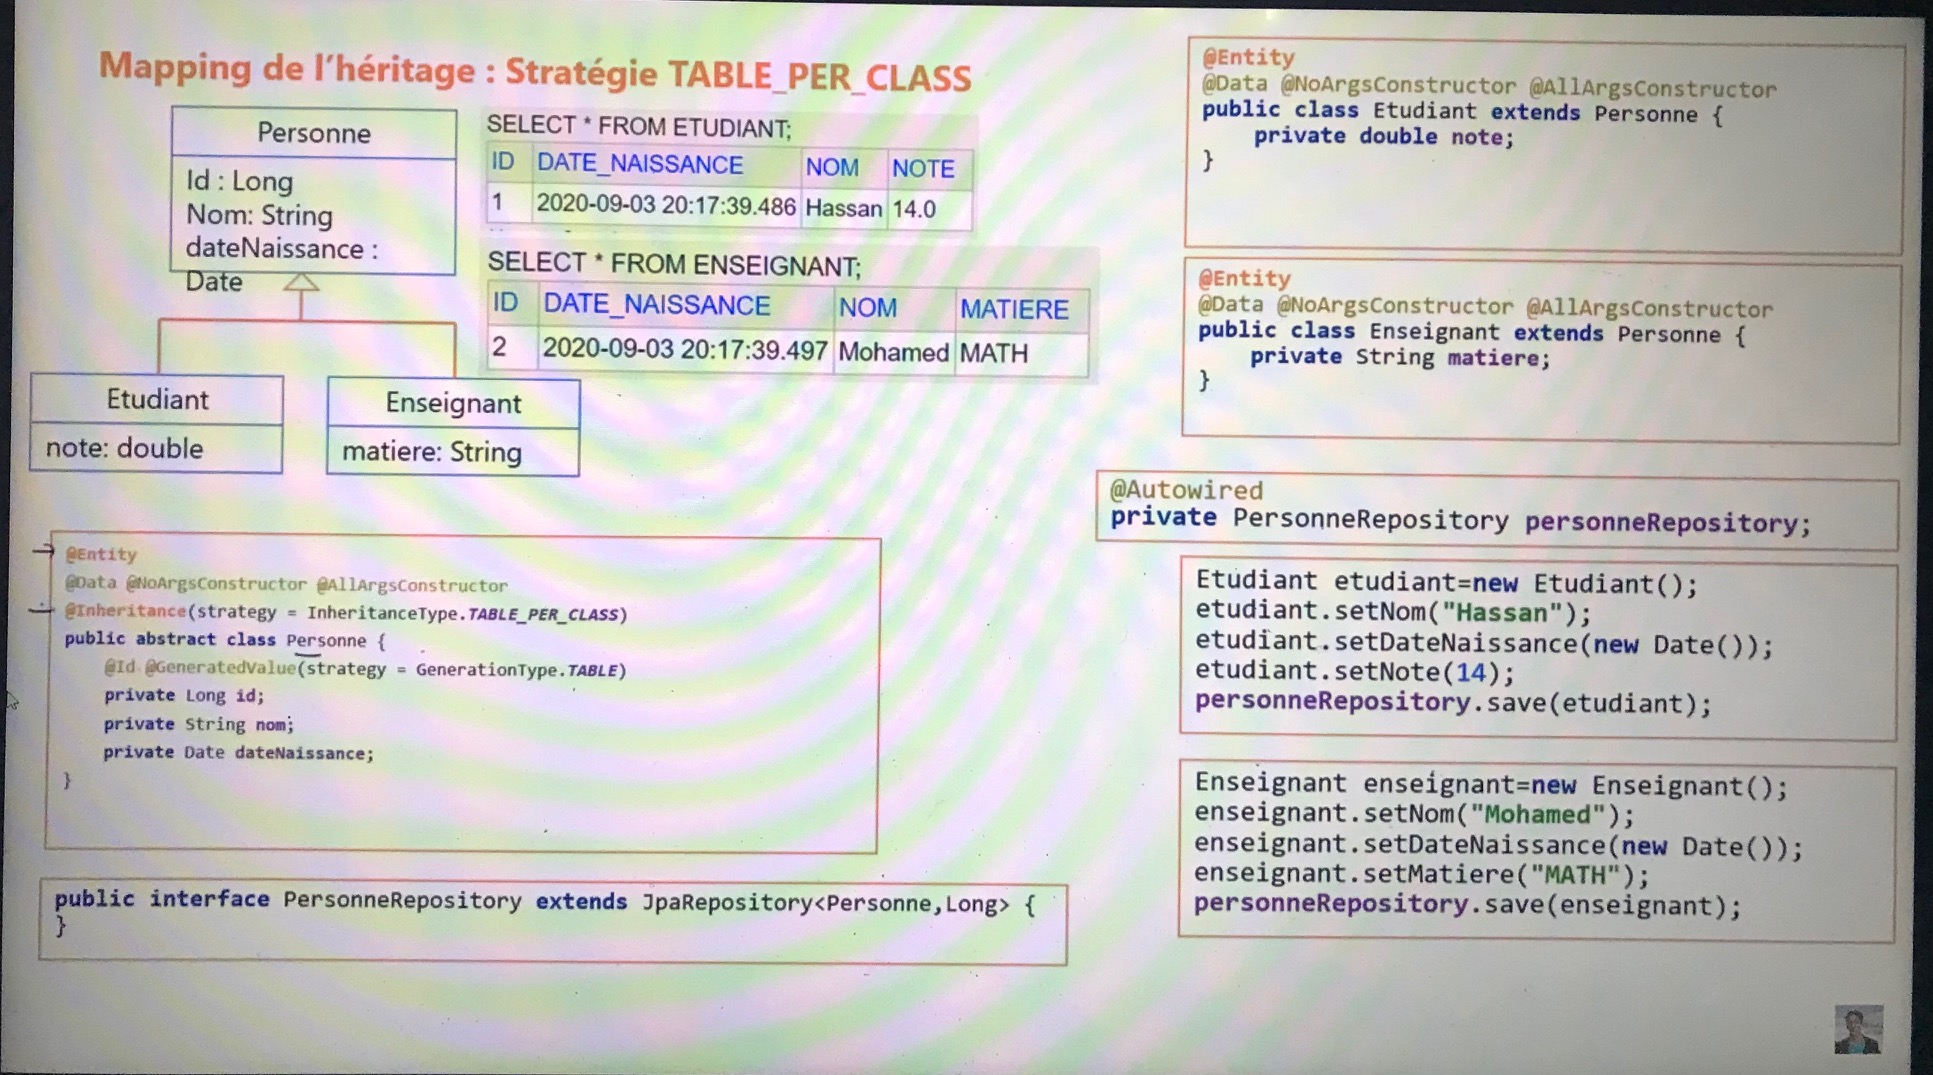 Mapping de l'héritage : Stratégie TABLE_PER_CLASS
Personne
Id : Long
Nom: String
dateNaissance :
Date
Etudiant
note: double
Enseignant
matiere: String
SELECT * FROM ETUDIANT;
ID DATE_NAISSANCE NOM NOTE
1 2020-09-03 20:17:39.486 Hassan 14.0
SELECT * FROM ENSEIGNANT;
ID DATE_NAISSANCE NOM MATIERE
2 2020-09-03 20:17:39.497 Mohamed MATH
@Entity
@Data @NoArgsConstructor @AllArgsConstructor
@Inheritance(strategy = InheritanceType.TABLE_PER_CLASS)
public abstract class Personne {
@Id @GeneratedValue(strategy = GenerationType.TABLE)
private Long id;
private String nom;
private Date dateNaissance;
}
public interface PersonneRepository extends JpaRepository<Personne,Long> {
}
@Entity
@Data @NoArgsConstructor @AllArgsConstructor
public class Etudiant extends Personne {
private double note;
}
@Entity
@Data @NoArgsConstructor @AllArgsConstructor
public class Enseignant extends Personne {
private String matiere;
}
@Autowired
private PersonneRepository personneRepository;
Etudiant etudiant=new Etudiant();
etudiant.setNom("Hassan");
etudiant.setDateNaissance(new Date());
etudiant.setNote(14);
personneRepository.save(etudiant);
Enseignant enseignant=new Enseignant();
enseignant.setNom("Mohamed");
enseignant.setDateNaissance(new Date());
enseignant.setMatiere("MATH");
personneRepository.save(enseignant);